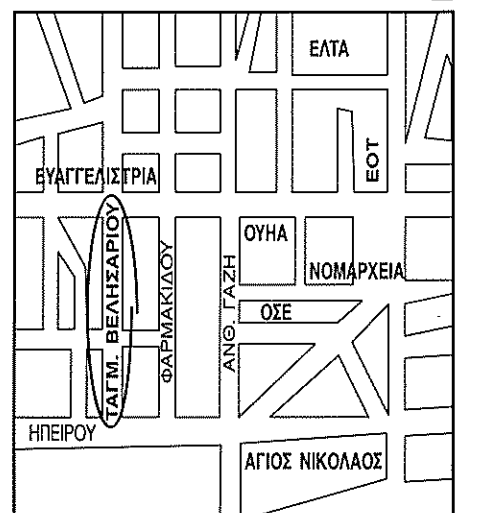 ΕΛΤΑ
ΕΟΤ
ΕΥΑΓΓΕΛΙΣΤΡΙΑ
ΤΑΓΜ. ΒΕΛΗΣΑΡΙΟΥ
ΦΑΡΜΑΚΙΔΟΥ
ΑΝΘ. ΓΑΖΗ
ΟΥΗΑ
ΝΟΜΑΡΧΕΙΑ
ΟΣΕ
ΗΠΕΙΡΟΥ
ΑΓΙΟΣ ΝΙΚΟΛΑΟΣ